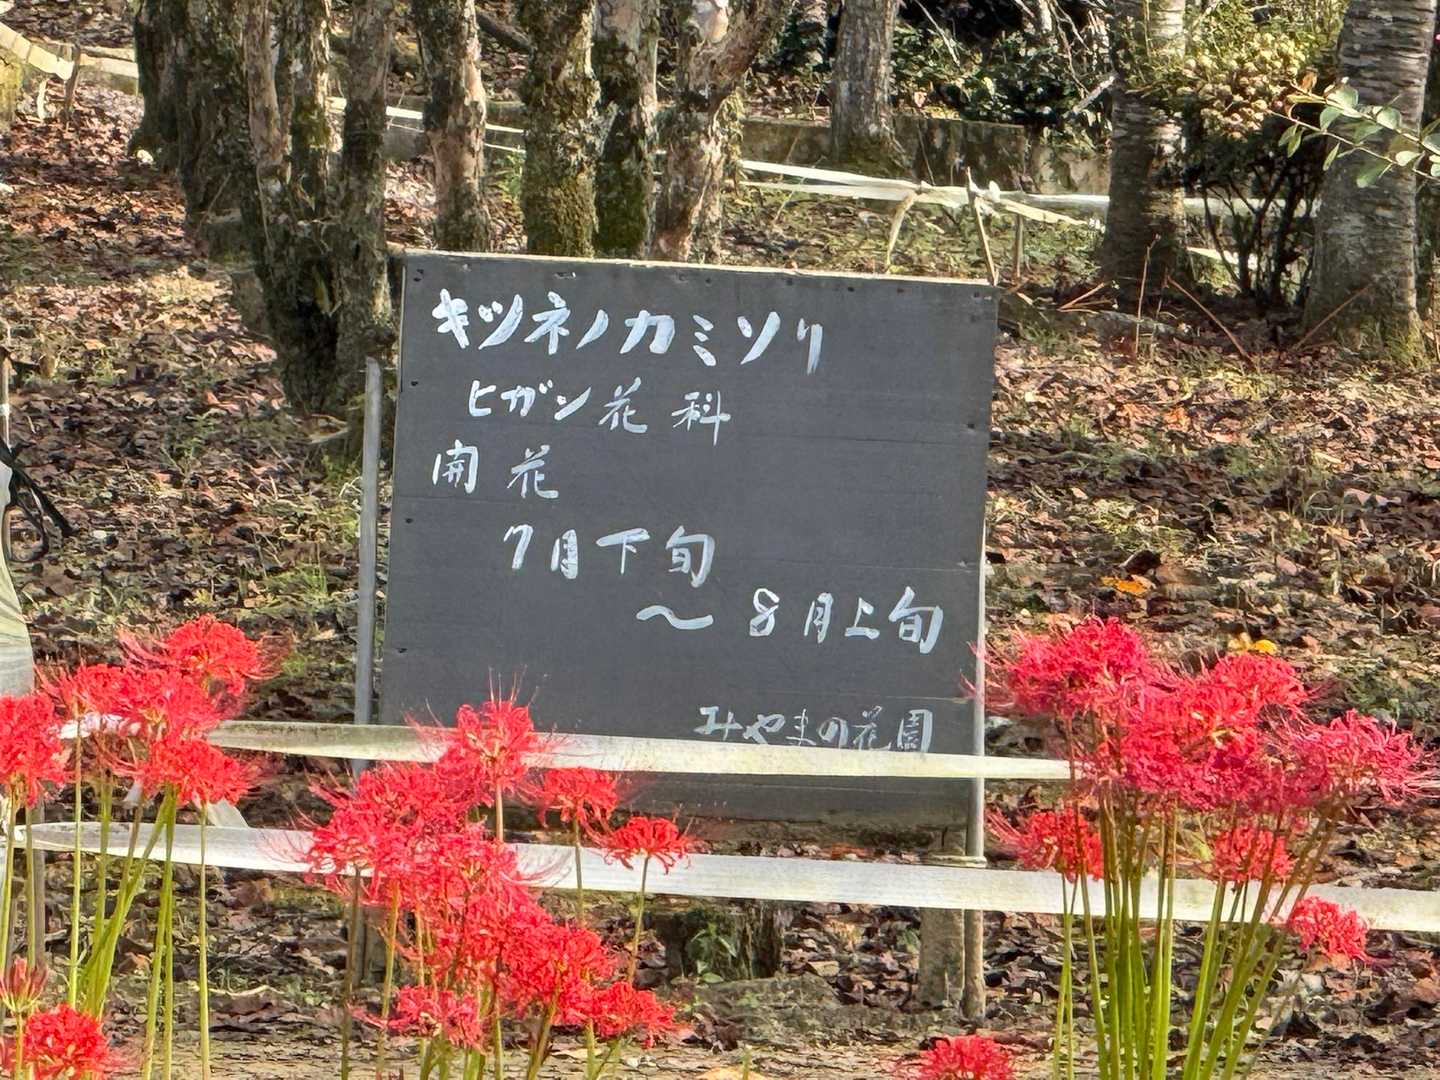 キツネノカミソリ
ヒガン花科
開花
7月下旬
〜8月上旬
みやまの花園